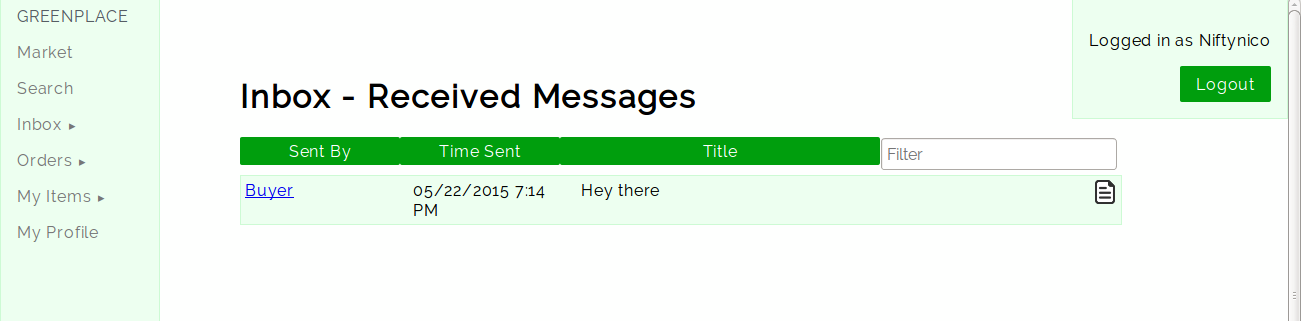 GREENPLACE
Market
Search
Inbox ▸
Orders ▸
My Items ▸
My Profile
Logged in as Niftynico
Logout
Inbox - Received Messages
Sent By Time Sent Title Filter
Buyer 05/22/2015 7:14 Hey there
PM